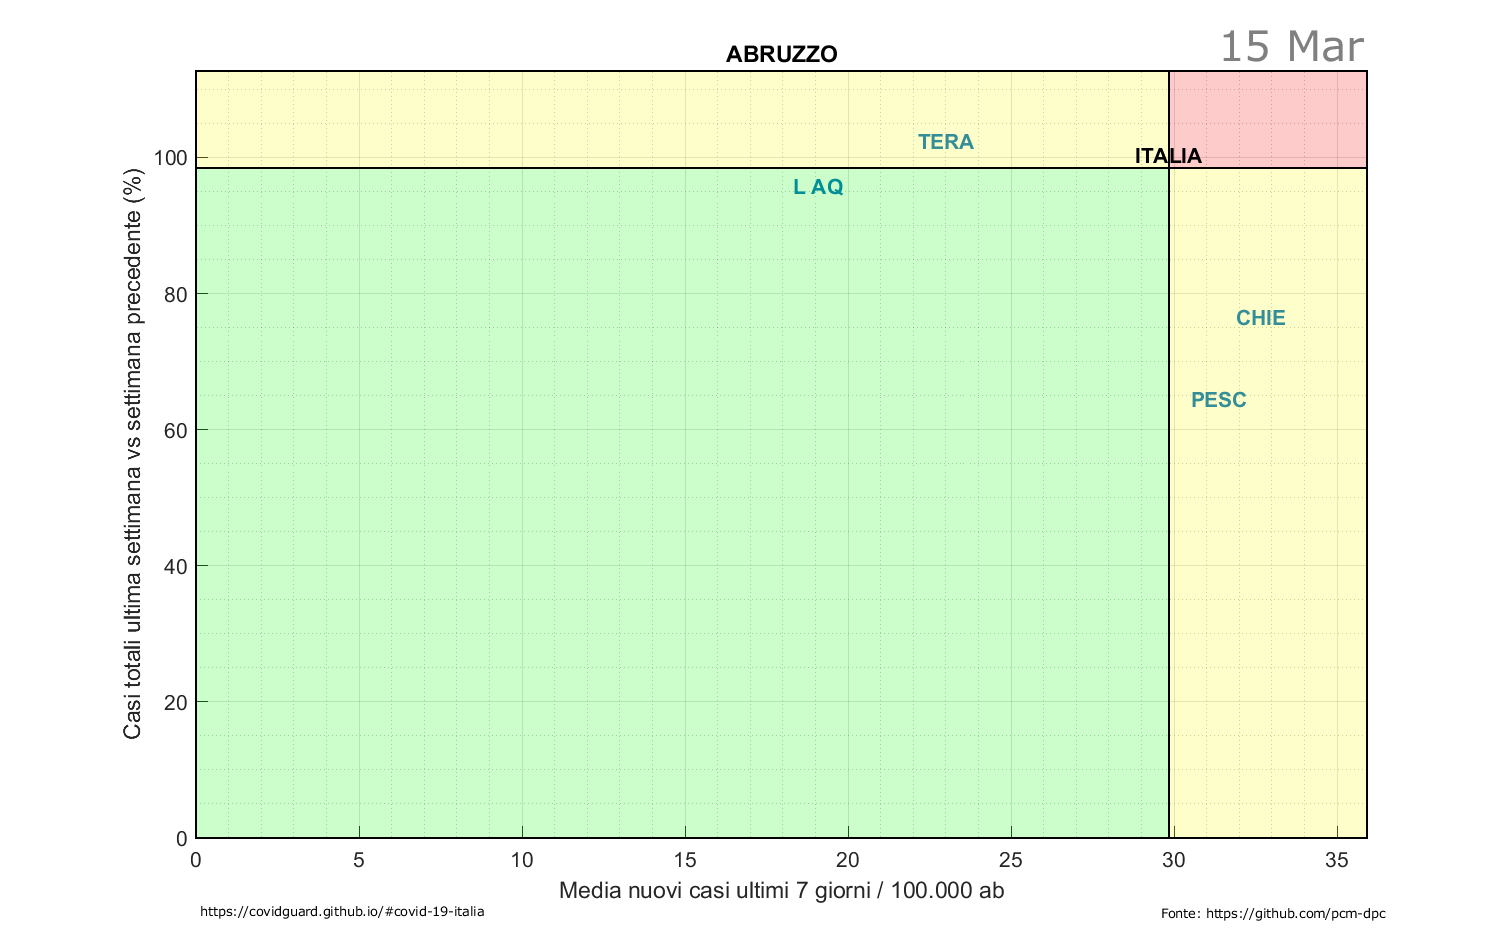 15 Mar
ABRUZZO
Casi totali ultima settimana vs settimana precedente (%)
100
80
60
40
20
0
TERA
ITALIA
L AQ
CHIE
PESC
0 5 10 15 20 25 30 35
Media nuovi casi ultimi 7 giorni / 100.000 ab
https://covidguard.github.io/#covid-19-italia
Fonte: https://github.com/pcm-dpc